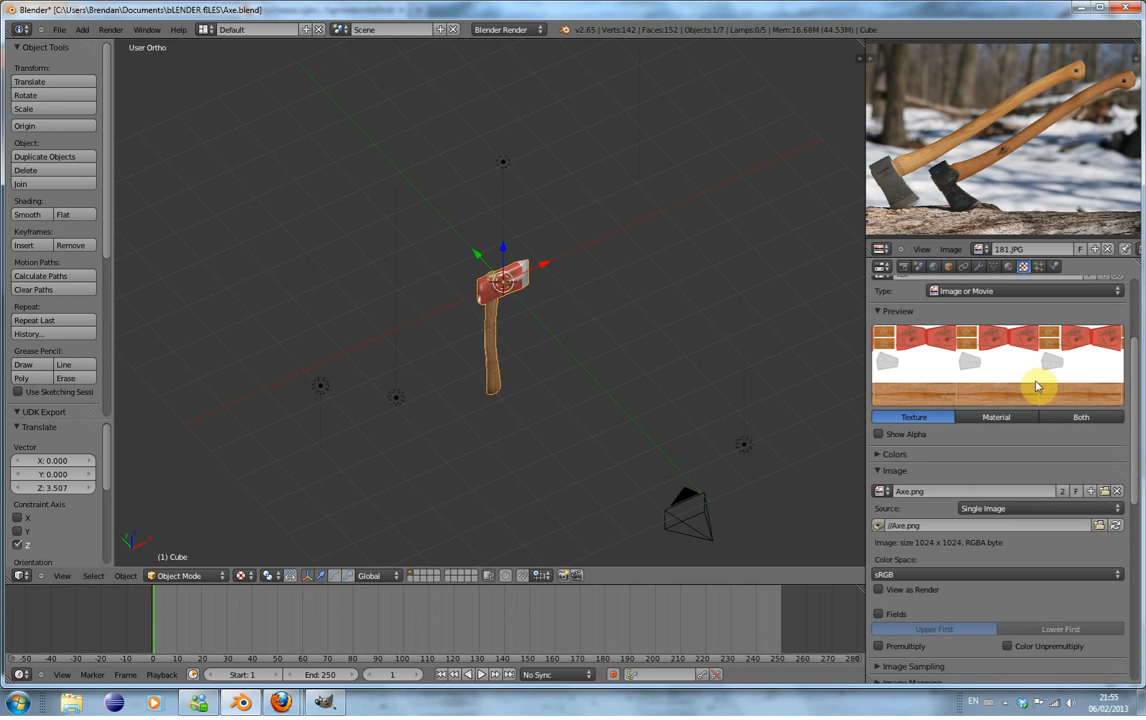 Blender* [C:\Users\Brendan\Documents\bLENDER fILES\Axe.blend]
File Add Render Window Help Default Scene Blender Render v2.65 | Verts:142 | Faces:152 | Objects:1/7 | Lamps:0/5 | Mem:16.68M (44.53M) | Cube
Object Tools
Transform:
Translate
Rotate
Scale
Origin
Object:
Duplicate Objects
Delete
Join
Shading:
Smooth Flat
Keyframes:
Insert Remove
Motion Paths:
Calculate Paths
Clear Paths
Repeat:
Repeat Last
History...
Grease Pencil:
Draw Line
Poly Erase
Use Sketching Sessi
UDK Export
Translate
Vector
X: 0.000
Y: 0.000
Z: 3.507
Constraint Axis
X
Y
Z
Orientation
User Ortho
(1) Cube
View Select Object Object Mode Global
View Image 181.JPG F
Type: Image or Movie
Preview
Texture Material Both
Show Alpha
Colors
Image
Axe.png 2 F
Source: Single Image
//Axe.png
Image: size 1024 x 1024, RGBA byte
Color Space:
sRGB
View as Render
Fields
Upper First Lower First
Premultiply Color Unpremultiply
Image Sampling
-50 -40 -30 -20 -10 0 10 20 30 40 50 60 70 80 90 100 110 120 130 140 150 160 170 180 190 200 210 220 230 240 250 260 270 280
View Marker Frame Playback Start: 1 End: 250 1 No Sync
EN 21:55
06/02/2013